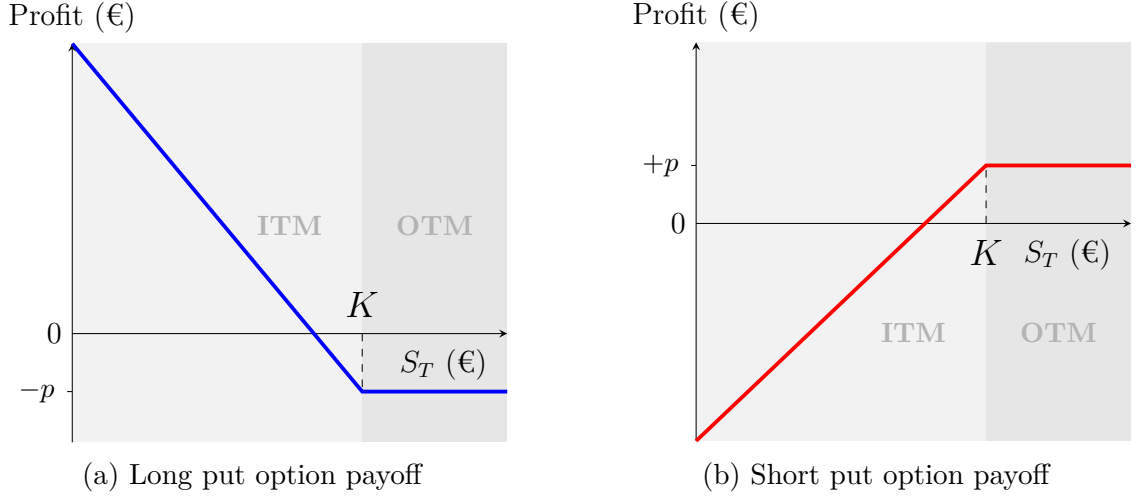 Profit (€)
ITM
OTM
K
0
S_T (€)
−p
(a) Long put option payoff
Profit (€)
+p
0
K
S_T (€)
ITM
OTM
(b) Short put option payoff